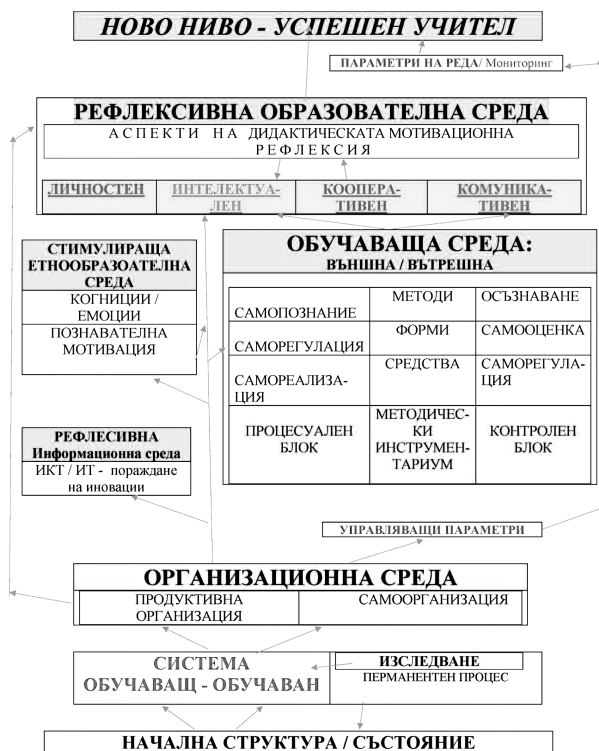 НОВО НИВО - УСПЕШЕН УЧИТЕЛ
ПАРАМЕТРИ НА РЕДА/ Мониторинг
РЕФЛЕКСИВНА ОБРАЗОВАТЕЛНА СРЕДА
АСПЕКТИ НА ДИДАКТИЧЕСКАТА МОТИВАЦИОННА
РЕФЛЕКСИЯ
ЛИЧНОСТЕН
ИНТЕЛЕКТУА-
ЛЕН
КООПЕРА-
ТИВЕН
КОМУНИКА-
ТИВЕН
СТИМУЛИРАЩА
ЕТНООБРАЗОАТЕЛНА
СРЕДА
КОГНИЦИИ /
ЕМОЦИИ
ПОЗНАВАТЕЛНА
МОТИВАЦИЯ
ОБУЧАВАЩА СРЕДА:
ВЪНШНА / ВЪТРЕШНА
САМОПОЗНАНИЕ
МЕТОДИ
ОСЪЗНАВАНЕ
САМОРЕГУЛАЦИЯ
ФОРМИ
САМООЦЕНКА
САМОРЕАЛИЗА-
ЦИЯ
СРЕДСТВА
САМОРЕГУЛА-
ЦИЯ
ПРОЦЕСУАЛЕН
БЛОК
МЕТОДИЧЕС-
КИ
ИНСТРУМЕН-
ТАРИУМ
КОНТРОЛЕН
БЛОК
РЕФЛЕСИВНА
Информационна среда
ИКТ / ИТ - пораждане
на иновации
УПРАВЛЯВАЩИ ПАРАМЕТРИ
ОРГАНИЗАЦИОННА СРЕДА
ПРОДУКТИВНА
ОРГАНИЗАЦИЯ
САМООРГАНИЗАЦИЯ
СИСТЕМА
ОБУЧАВАЩ - ОБУЧАВАН
ИЗСЛЕДВАНЕ
ПЕРМАНЕНТЕН ПРОЦЕС
НАЧАЛНА СТРУКТУРА / СЪСТОЯНИЕ